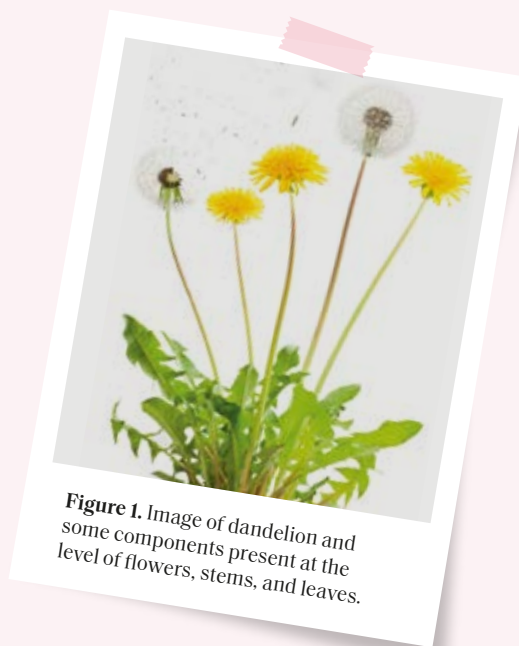 Figure 1. Image of dandelion and
some components present at the
level of flowers, stems, and leaves.